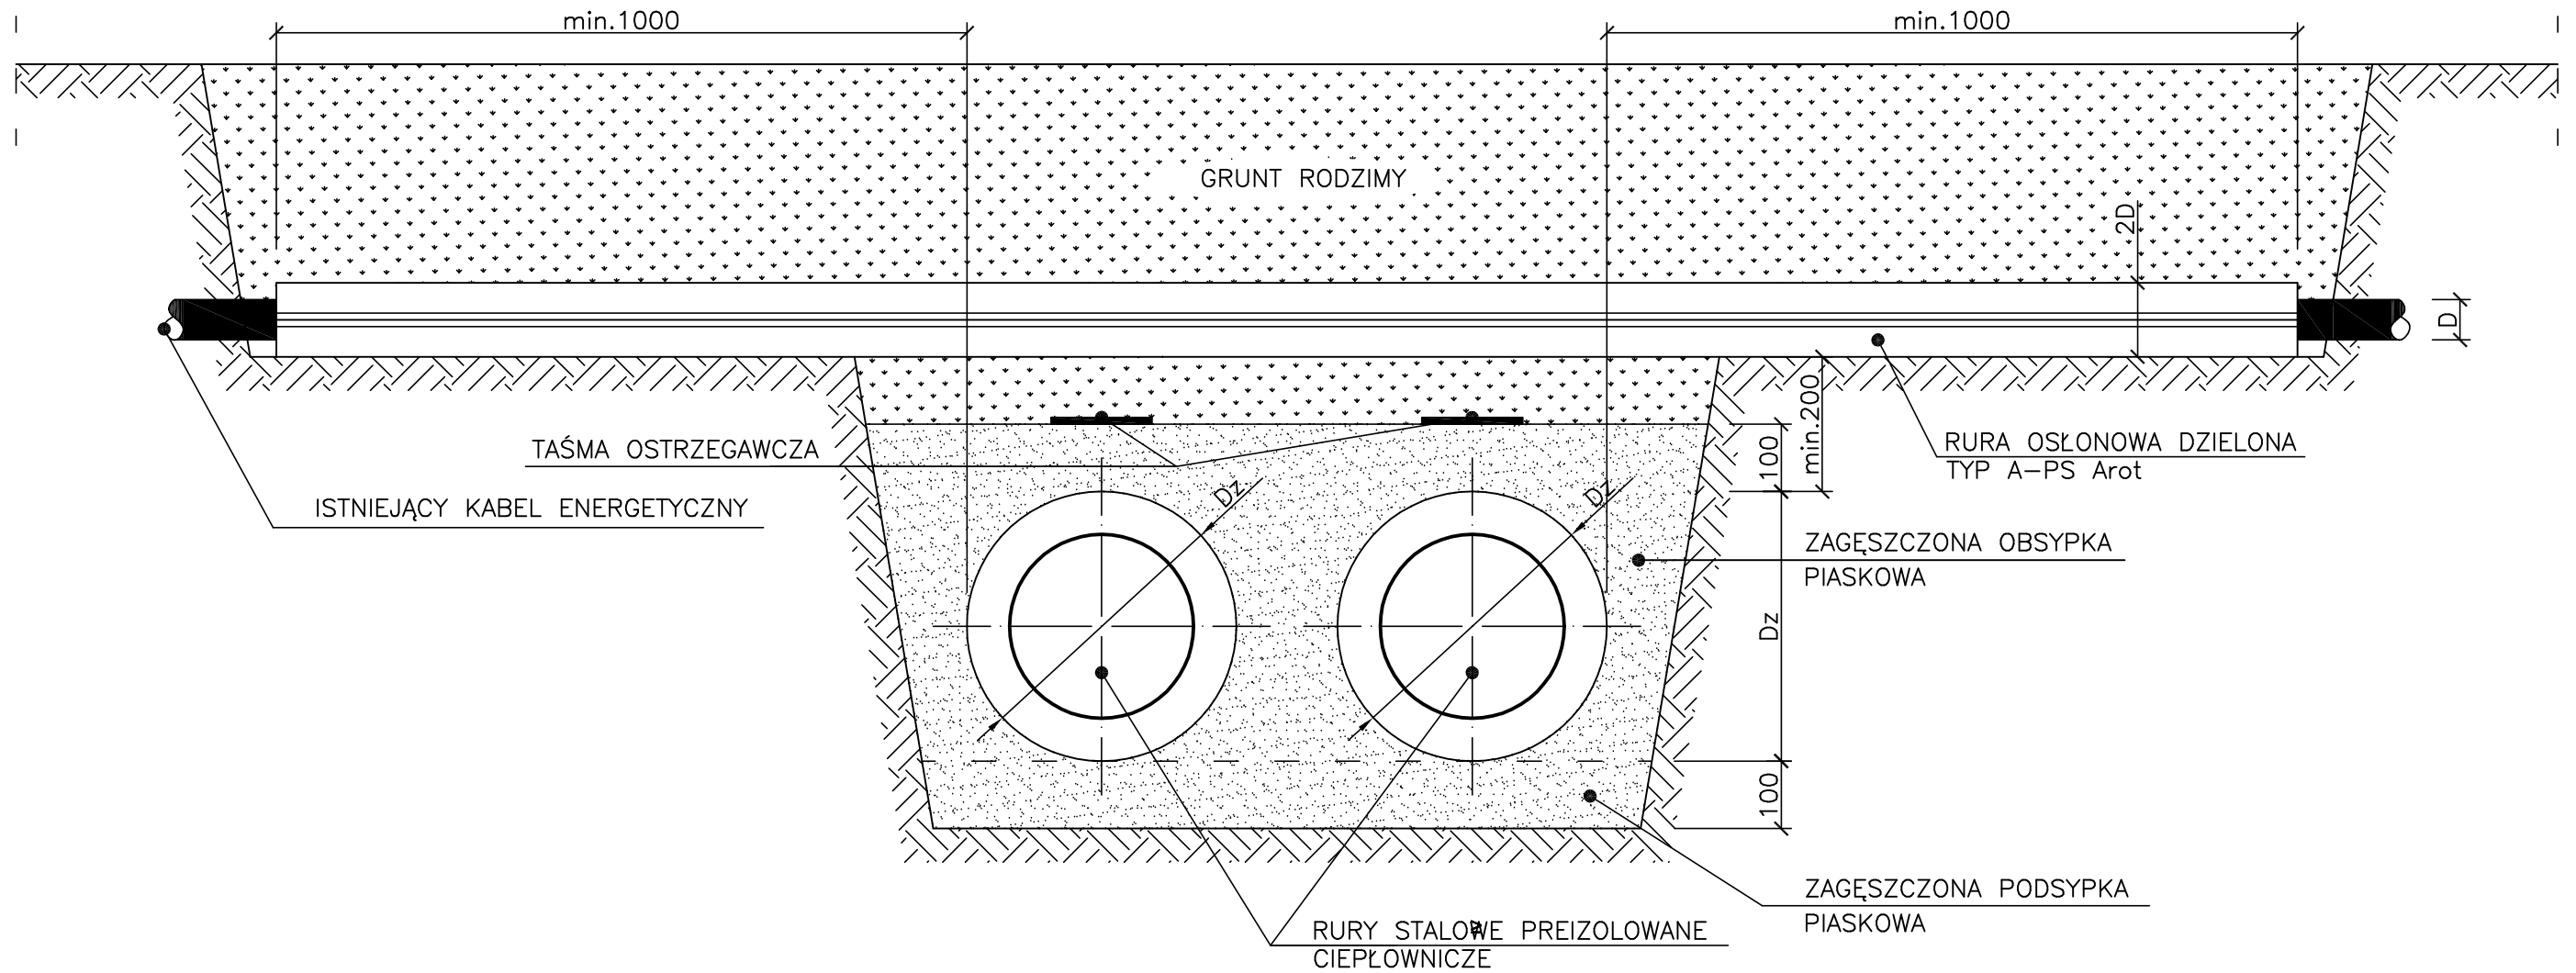 min.1000
min.1000
GRUNT RODZIMY
2D
D
min.200
100
TAŚMA OSTRZEGAWCZA
RURA OSŁONOWA DZIELONA
TYP A-PS Arot
ISTNIEJĄCY KABEL ENERGETYCZNY
Dz
Dz
ZAGĘSZCZONA OBSYPKA
PIASKOWA
Dz
100
ZAGĘSZCZONA PODSYPKA
PIASKOWA
RURY STALOWE PREIZOLOWANE
CIEPŁOWNICZE